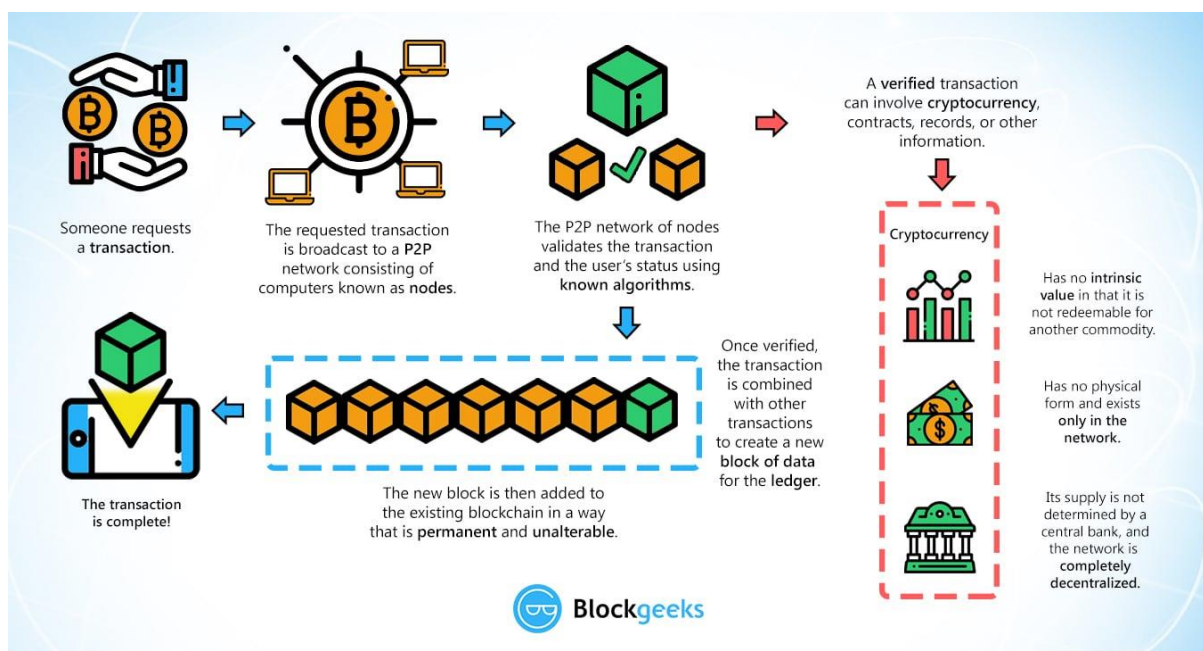 Someone requests
a transaction.
The requested transaction
is broadcast to a P2P
network consisting of
computers known as nodes.
The P2P network of nodes
validates the transaction
and the user's status using
known algorithms.
A verified transaction
can involve cryptocurrency,
contracts, records, or other
information.
Cryptocurrency
Has no intrinsic
value in that it is
not redeemable for
another commodity.
Has no physical
form and exists
only in the
network.
Its supply is not
determined by a
central bank, and
the network is
completely
decentralized.
Once verified,
the transaction
is combined
with other
transactions
to create a new
block of data
for the ledger.
The new block is then added to
the existing blockchain in a way
that is permanent and unalterable.
The transaction
is complete!
Blockgeeks